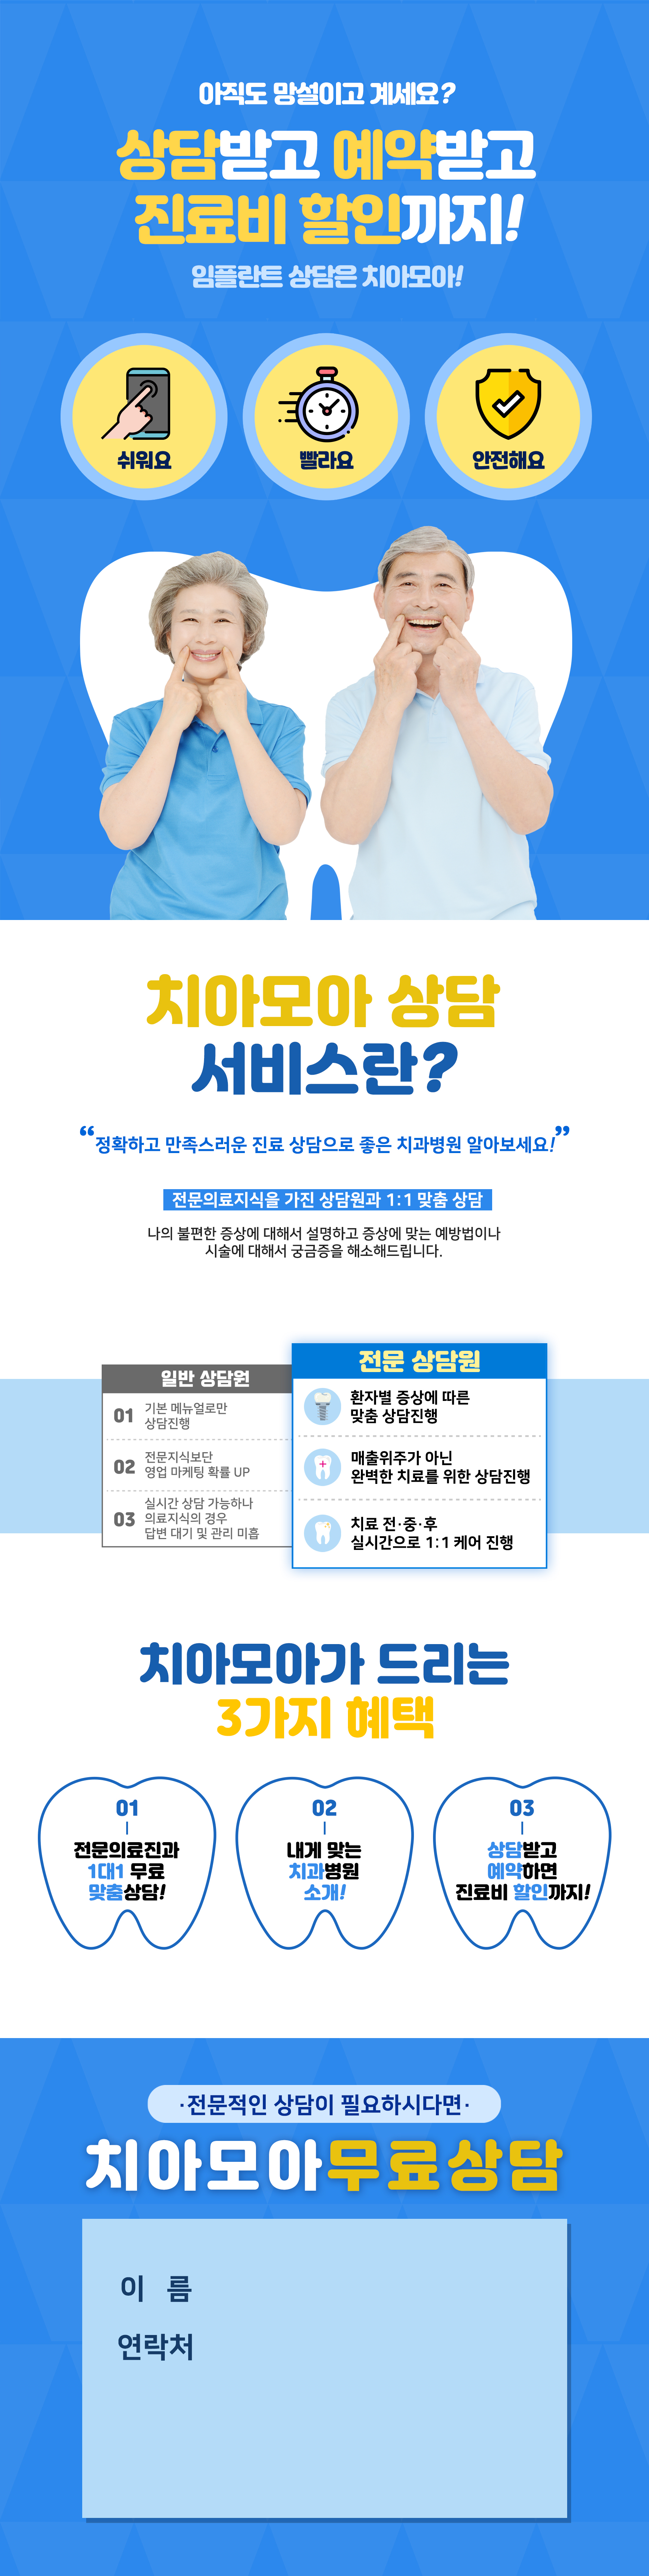 아직도 망설이고 계세요?
상담받고 예약받고
진료비 할인까지!
임플란트 상담은 치아모아!
쉬워요
빨라요
안전해요
치아모아 상담
서비스란?
“정확하고 만족스러운 진료 상담으로 좋은 치과병원 알아보세요!”
전문의료지식을 가진 상담원과 1:1 맞춤 상담
나의 불편한 증상에 대해서 설명하고 증상에 맞는 예방법이나
시술에 대해서 궁금증을 해소해드립니다.
일반 상담원
01 기본 메뉴얼로만
상담진행
02 전문지식보단
영업 마케팅 확률 UP
03 실시간 상담 가능하나
의료지식의 경우
답변 대기 및 관리 미흡
전문 상담원
환자별 증상에 따른
맞춤 상담진행
매출위주가 아닌
완벽한 치료를 위한 상담진행
치료 전·중·후
실시간으로 1:1 케어 진행
치아모아가 드리는
3가지 혜택
01
전문의료진과
1대1 무료
맞춤상담!
02
내게 맞는
치과병원
소개!
03
상담받고
예약하면
진료비 할인까지!
·전문적인 상담이 필요하시다면·
치아모아무료상담
이 름
연락처